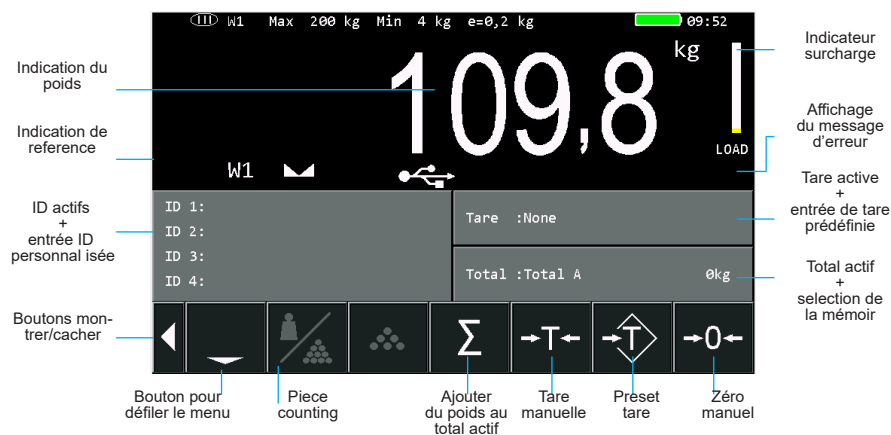 III W1 Max 200 kg Min 4 kg e=0,2 kg 09:52
109,8 kg
LOAD
W1
ID 1:
ID 2:
ID 3:
ID 4:
Tare :None
Total :Total A 0kg
Σ
→T←
→T
→0←
Indication du
poids
Indication de
reference
ID actifs
+
entrée ID
personnal isée
Boutons mon-
trer/cacher
Indicateur
surcharge
Affichage
du message
d'erreur
Tare active
+
entrée de tare
prédéfinie
Total actif
+
selection de
la mémoir
Bouton pour
défiler le menu
Piece
counting
Ajouter
du poids au
total actif
Tare
manuelle
Preset
tare
Zéro
manuel